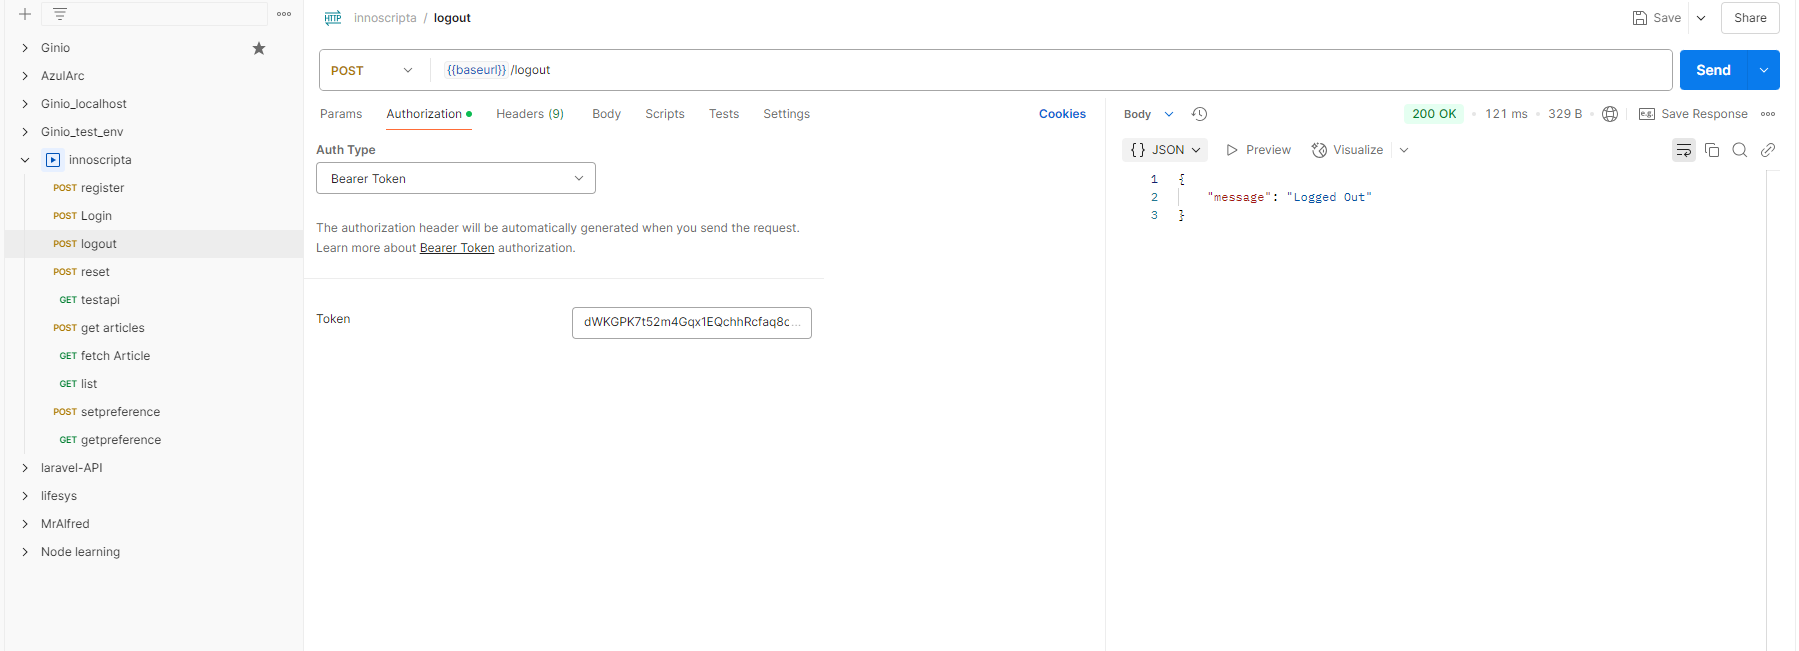 Ginio
AzulArc
Ginio_localhost
Ginio_test_env
innoscripta
POST register
POST Login
POST logout
POST reset
GET testapi
POST get articles
GET fetch Article
GET list
POST setpreference
GET getpreference
laravel-API
lifesys
MrAlfred
Node learning
HTTP innoscripta / logout
Save
Share
POST {{baseurl}} /logout
Send
Params Authorization Headers (9) Body Scripts Tests Settings Cookies
Auth Type
Bearer Token
The authorization header will be automatically generated when you send the request.
Learn more about Bearer Token authorization.
Token dWKGPK7t52m4Gqx1EQchhRcfaq8c...
Body 200 OK • 121 ms • 329 B e.g. Save Response
{} JSON Preview Visualize
1 {
2 "message": "Logged Out"
3 }